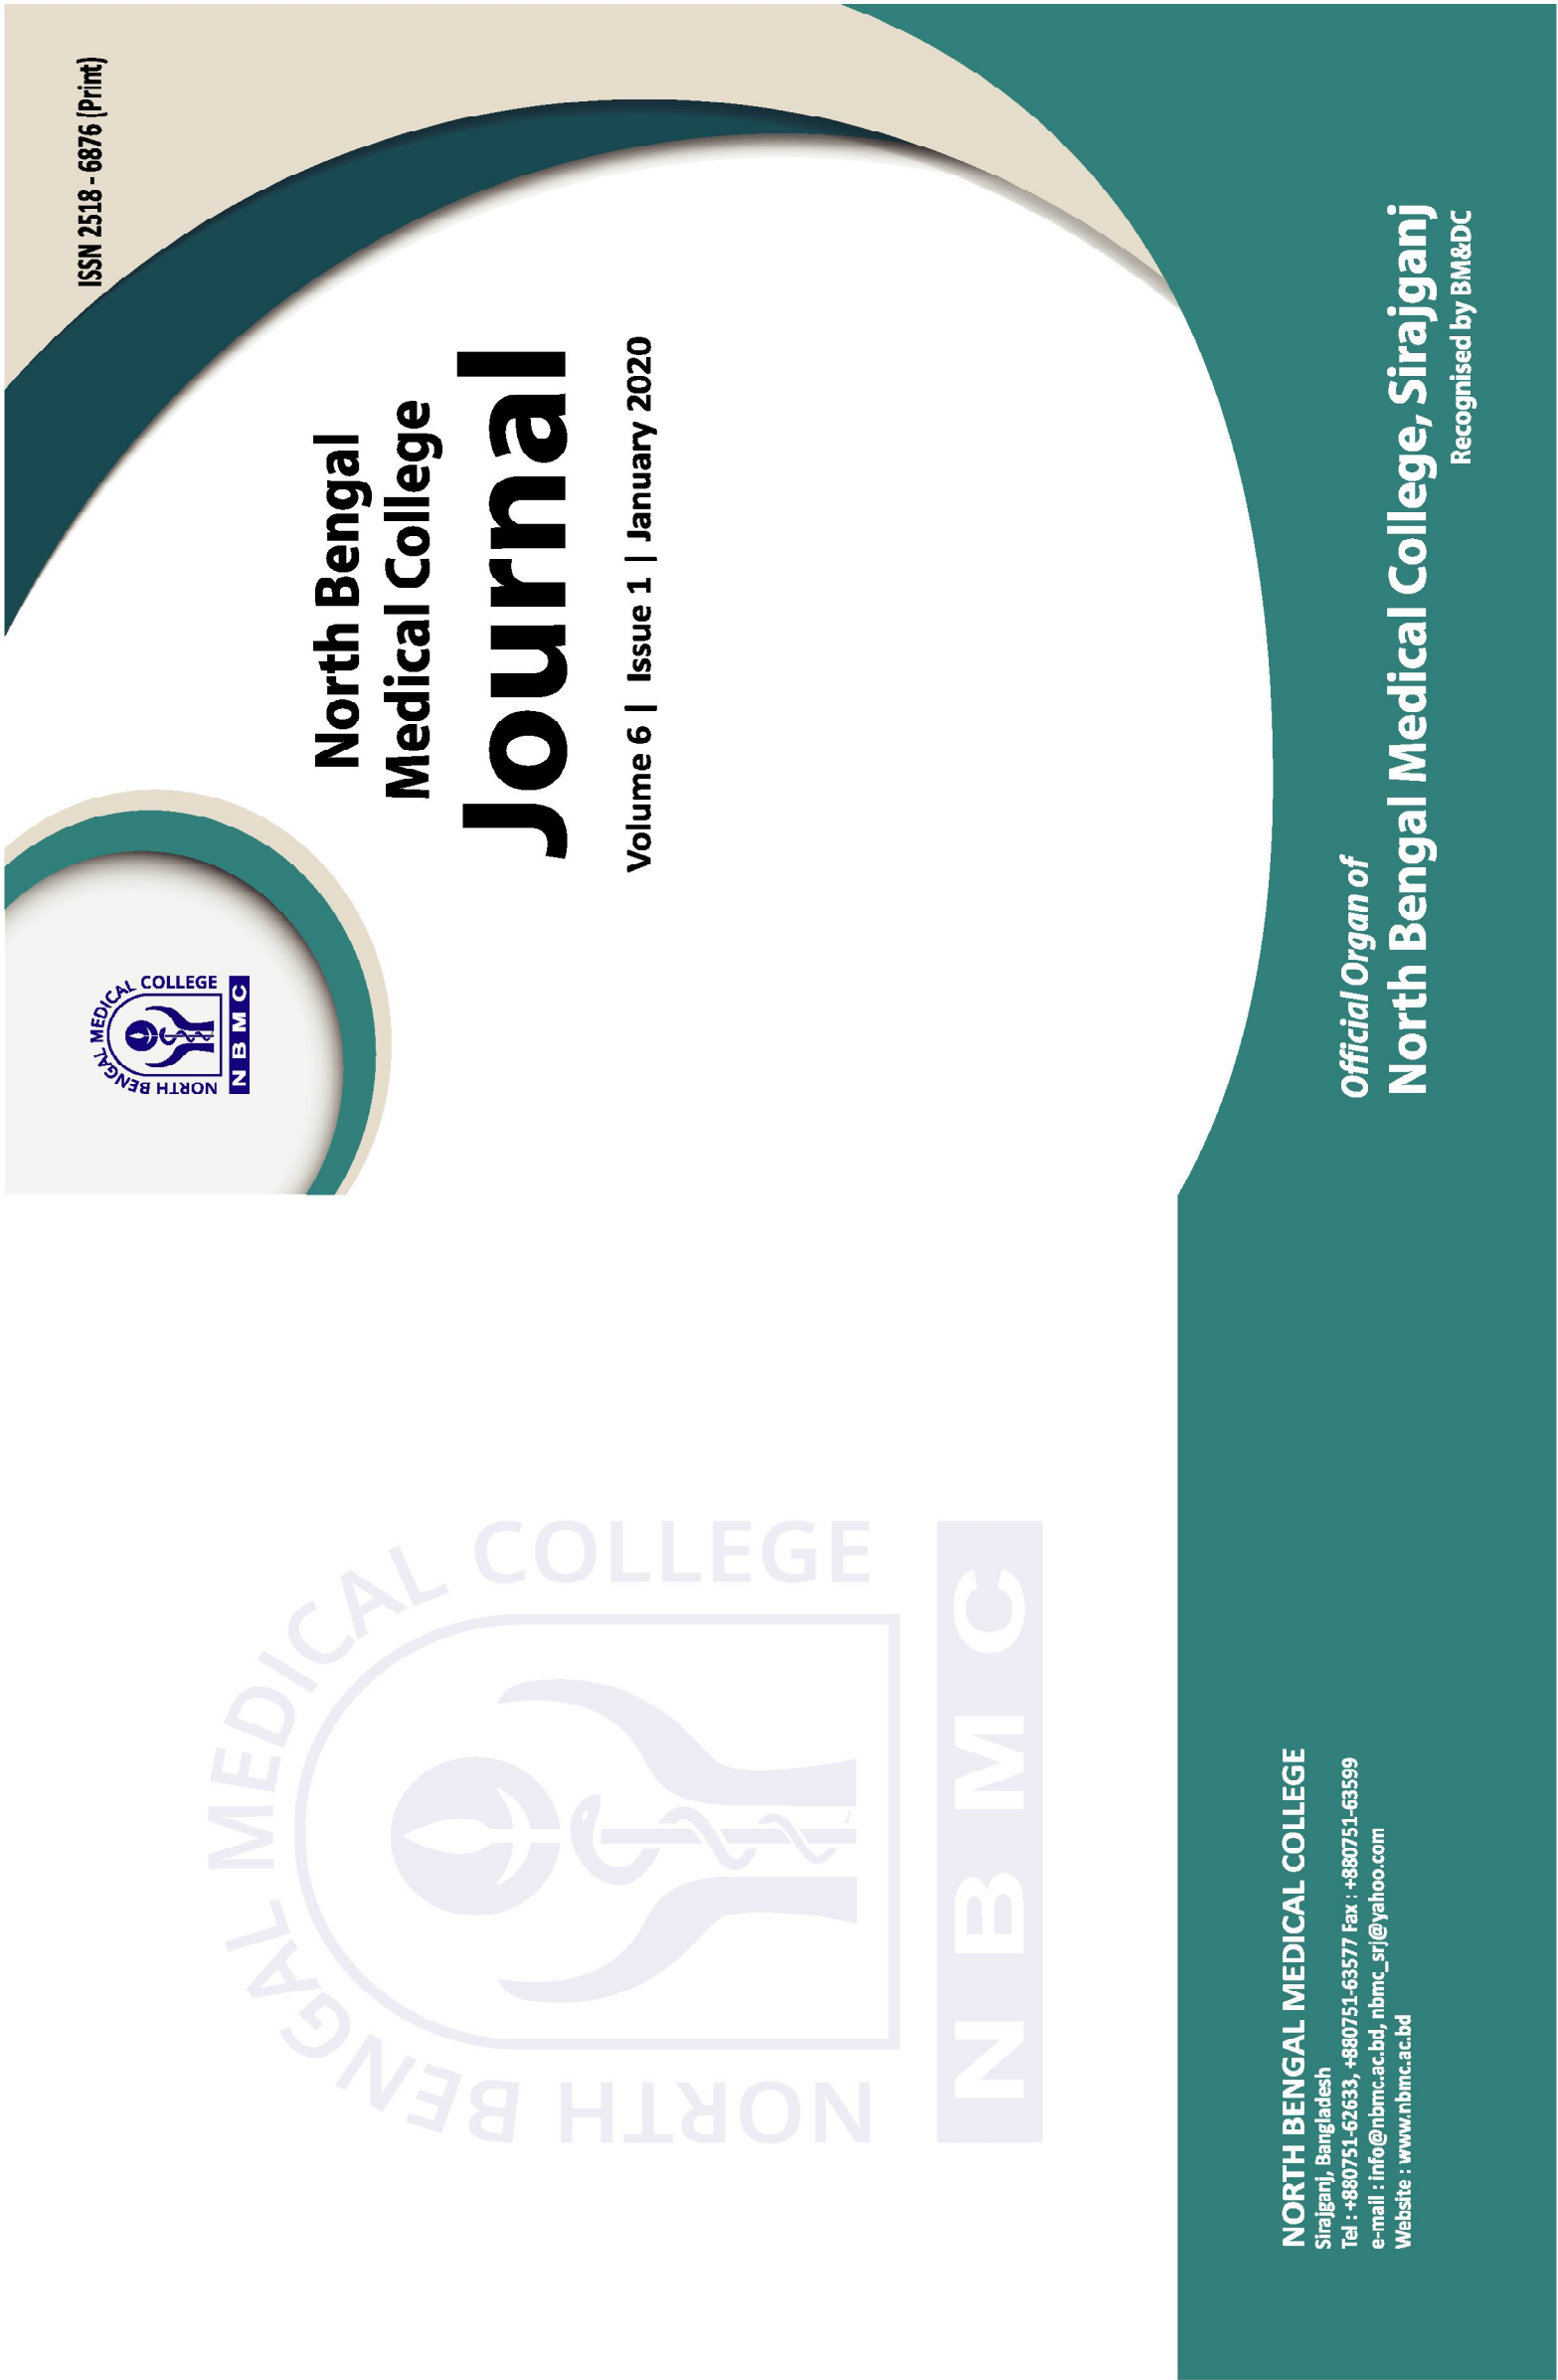 ISSN 2518 - 6876 (Print)
NORTH BENGAL MEDICAL COLLEGE
N B M C
North Bengal
Medical College
Journal
Volume 6 | Issue 1 | January 2020
Official Organ of
North Bengal Medical College, Sirajganj
Recognised by BM&DC
NORTH BENGAL MEDICAL COLLEGE
N B M C
NORTH BENGAL MEDICAL COLLEGE
Sirajganj, Bangladesh
Tel : +880751-62633, +880751-63577 Fax : +880751-63599
e-mail : info@nbmc.ac.bd, nbmc_srj@yahoo.com
Website : www.nbmc.ac.bd